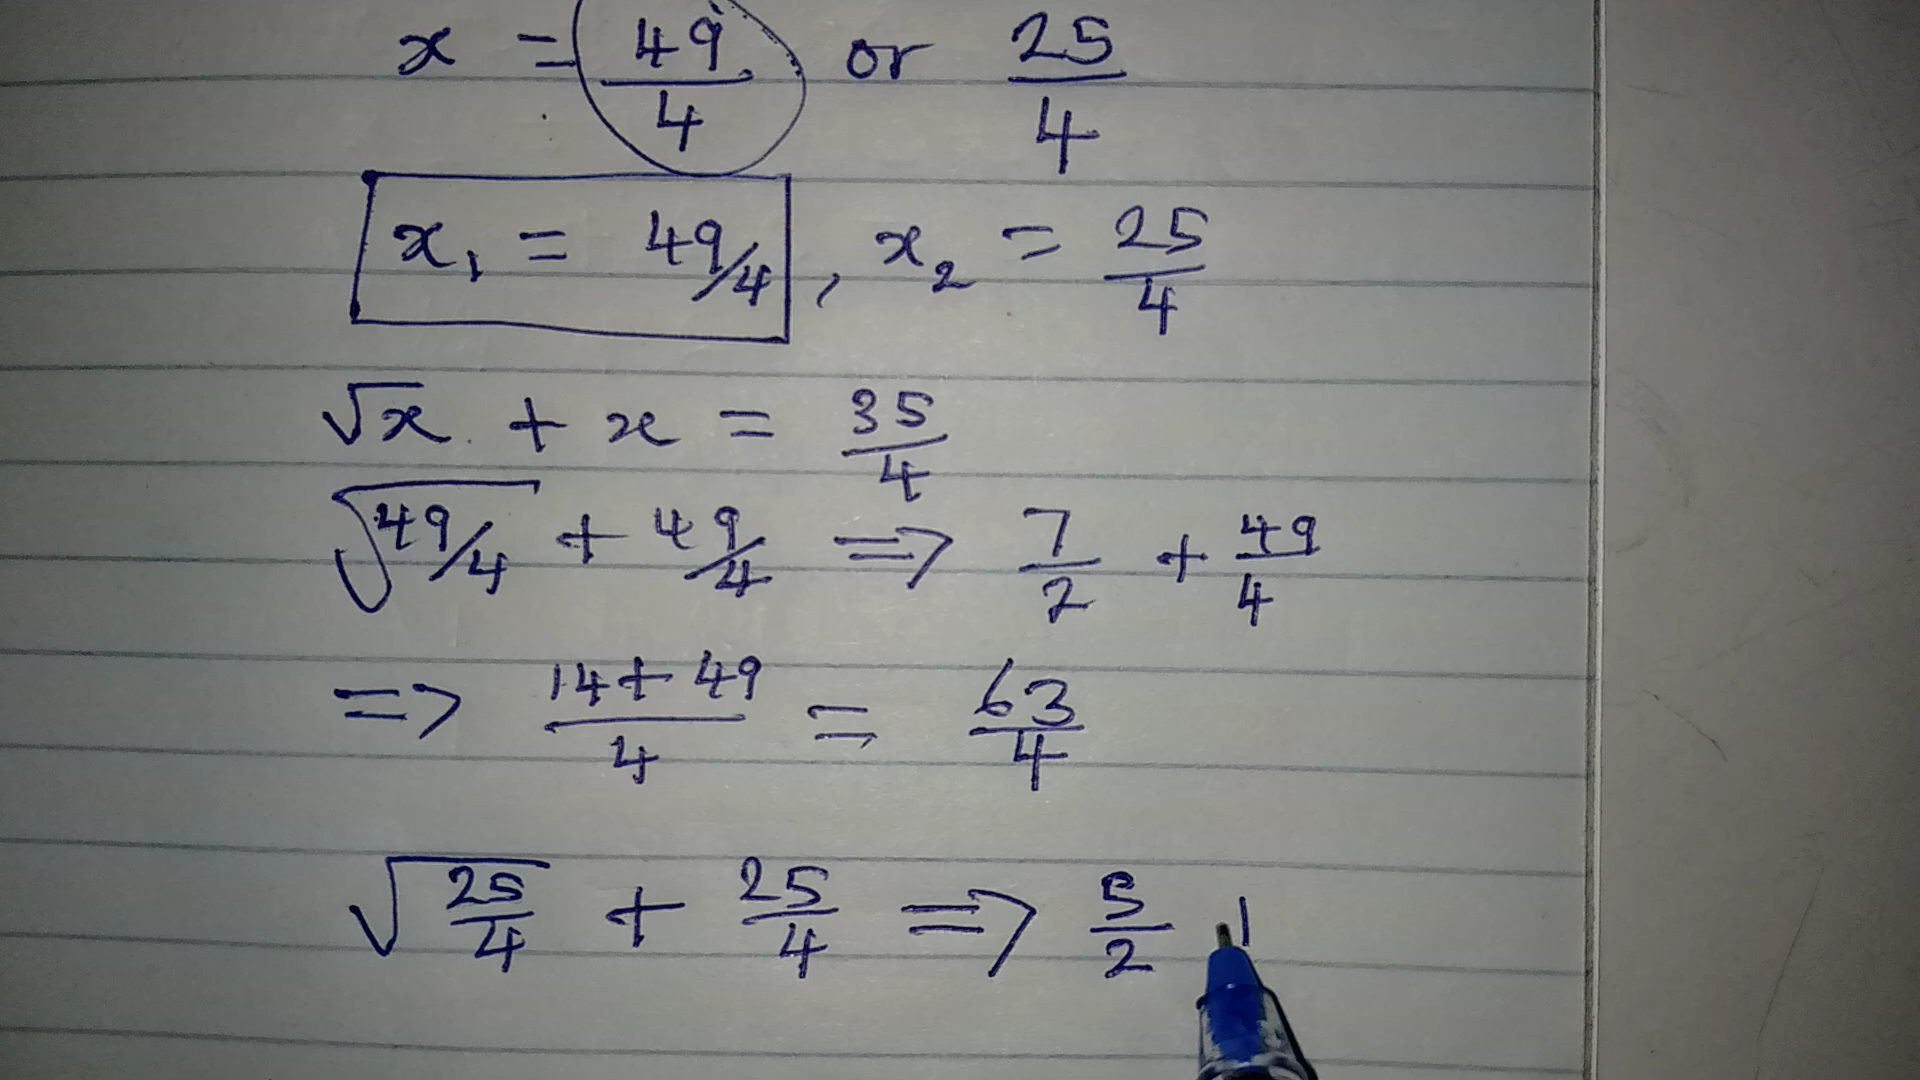 x = 49/4 or 25/4
x₁ = 49/4, x₂ = 25/4
√x + x = 35/4
√49/4 + 49/4 => 7/2 + 49/4
=> 14+49/4 = 63/4
√25/4 + 25/4 => 5/2